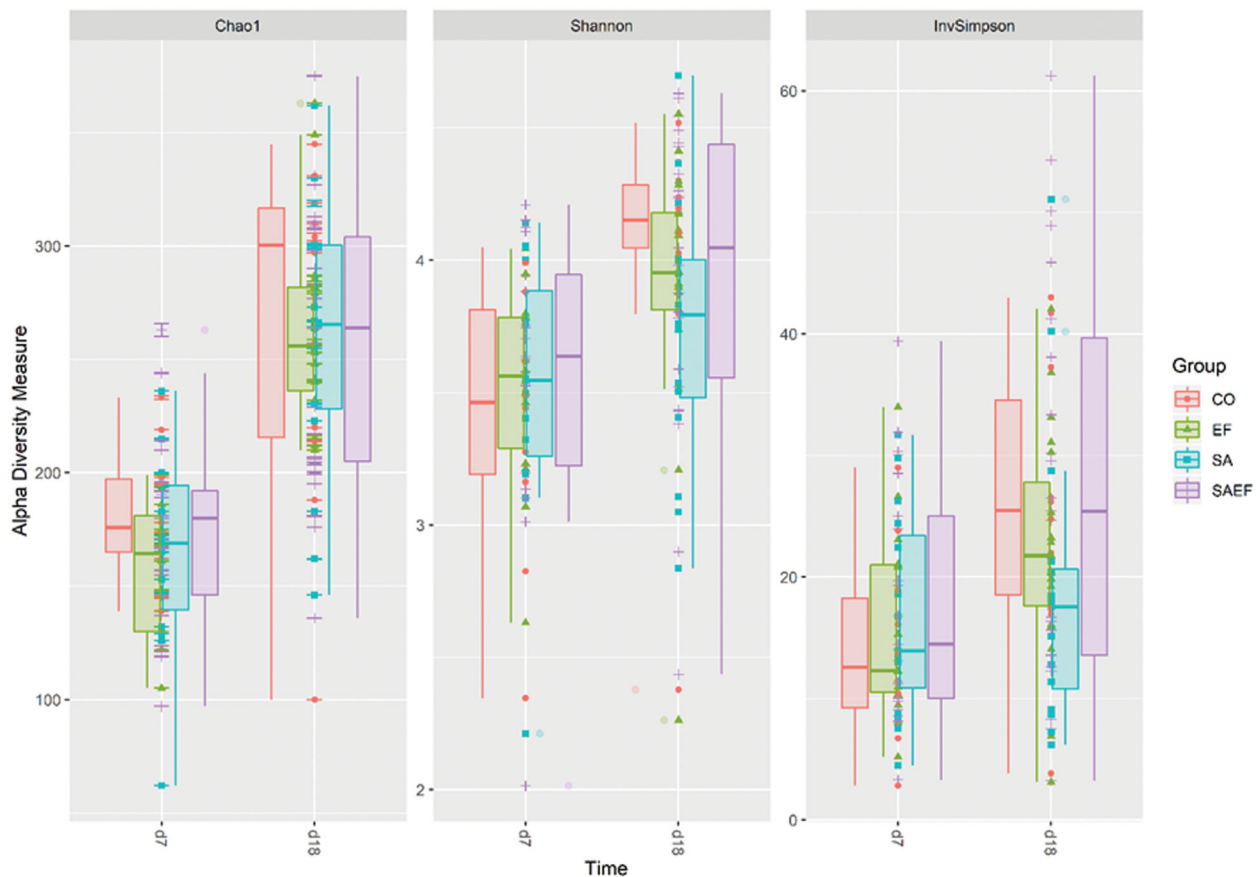 Chao1
Shannon
InvSimpson
Alpha Diversity Measure
300
200
100
4
3
2
60
40
20
0
d7
d18
d7
d18
d7
d18
Time
Group
CO
EF
SA
SAEF